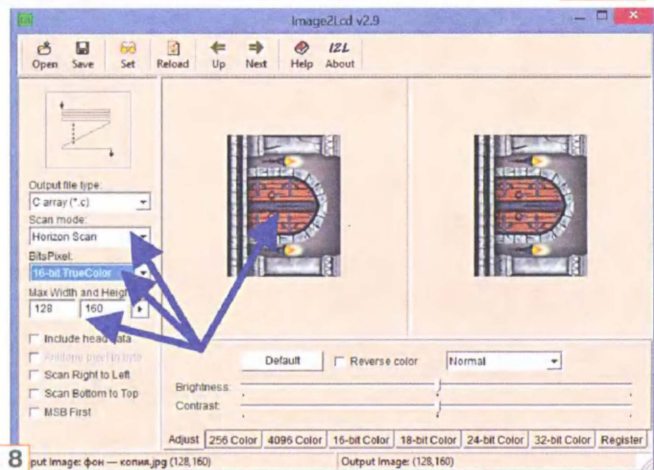 Image2Lcd v2.9
Open Save Set Reload Up Next Help About
Output file type:
C array (*.c)
Scan mode:
Horizon Scan
BitsPixel:
16-bit TrueColor
Max Width and Heigh
128 160
Include head data
Scan Right to Left
Scan Bottom to Top
MSB First
Default Reverse color Normal
Brightness:
Contrast:
Adjust 256 Color 4096 Color 16-bit Color 18-bit Color 24-bit Color 32-bit Color Register
8 put Image: фон — копия.jpg (128,160) Output Image: (128,160)